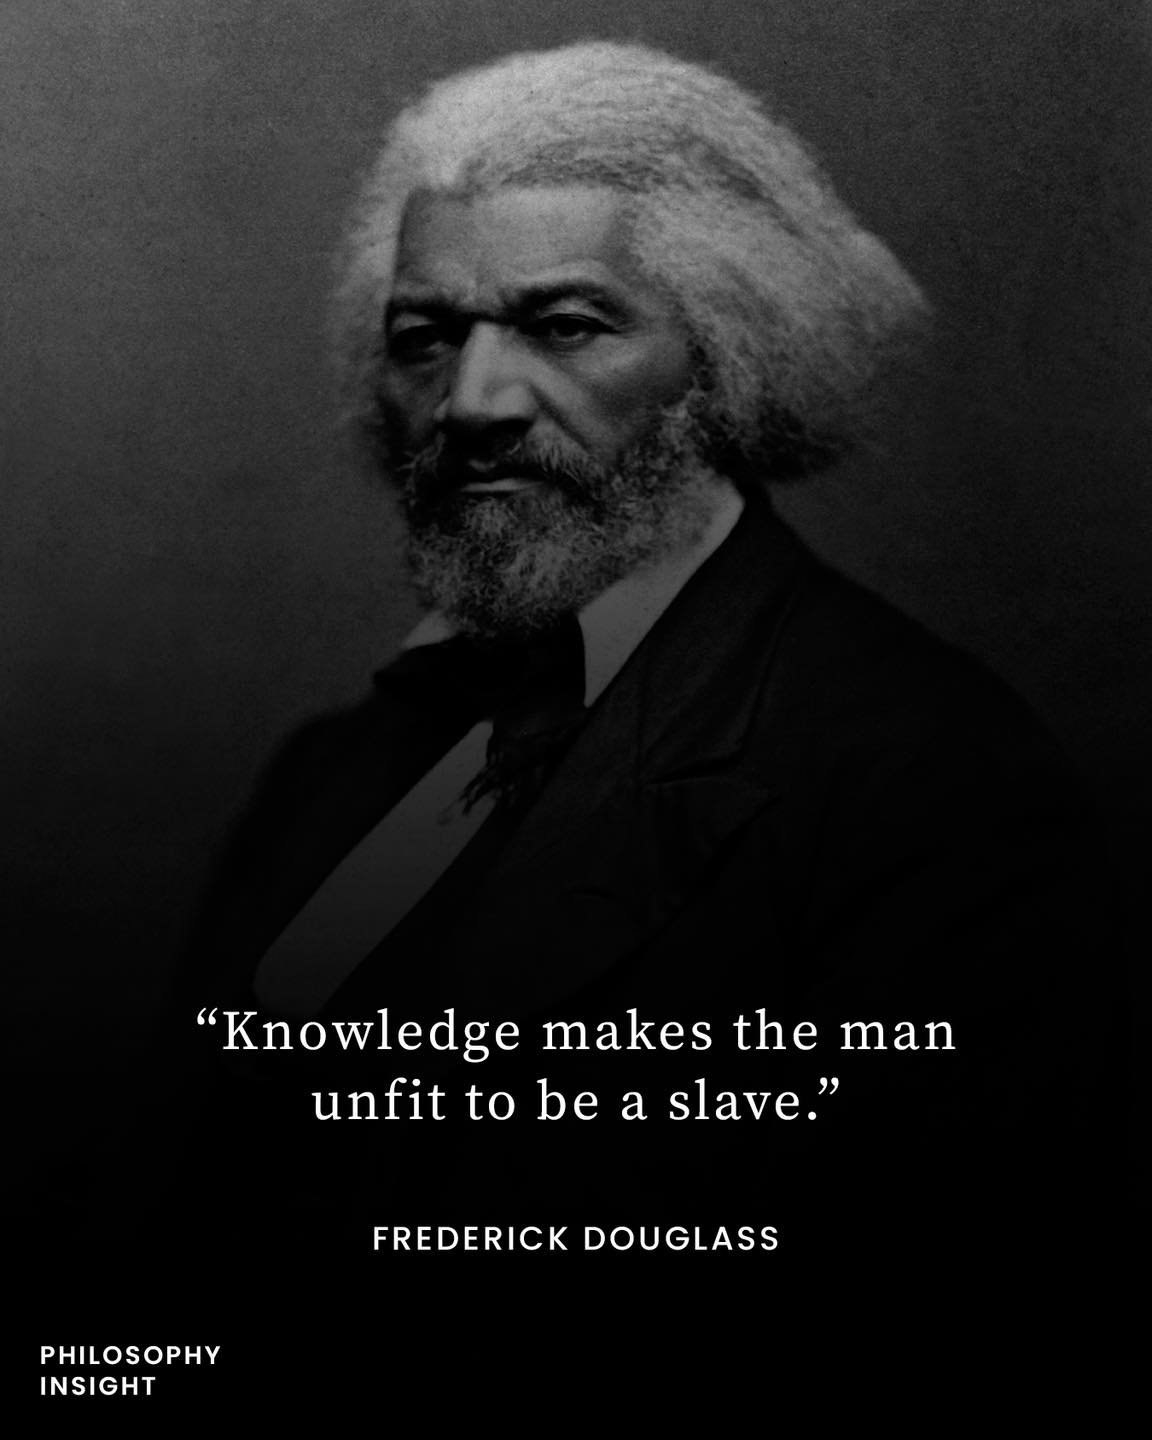 “Knowledge makes the man
unfit to be a slave.”
FREDERICK DOUGLASS
PHILOSOPHY
INSIGHT